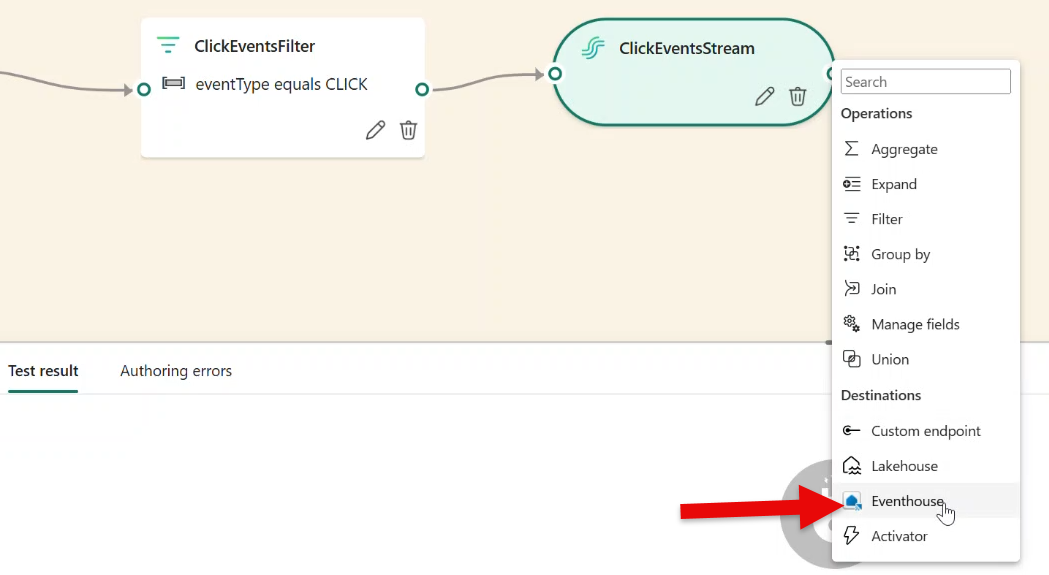 ClickEventsFilter
eventType equals CLICK
ClickEventsStream
Search
Operations
Aggregate
Expand
Filter
Group by
Join
Manage fields
Union
Destinations
Custom endpoint
Lakehouse
Eventhouse
Activator
Test result
Authoring errors